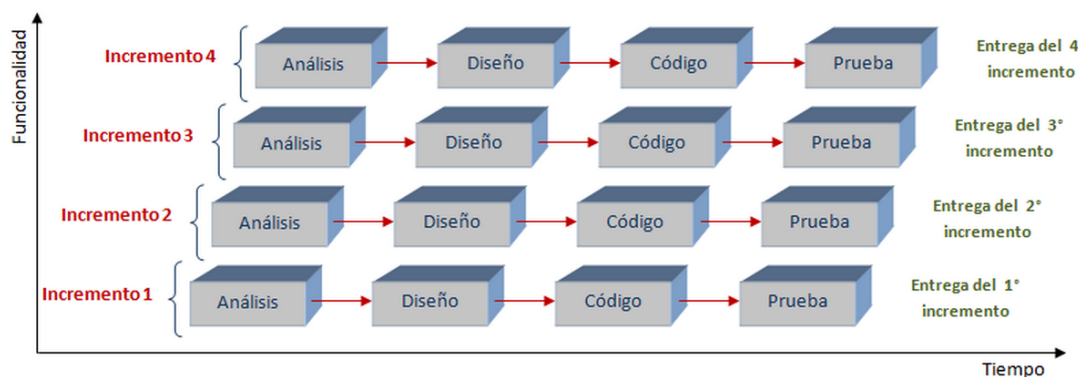 Funcionalidad
Incremento 4
Análisis
Diseño
Código
Prueba
Entrega del 4
incremento
Incremento 3
Análisis
Diseño
Código
Prueba
Entrega del 3°
incremento
Incremento 2
Análisis
Diseño
Código
Prueba
Entrega del 2°
incremento
Incremento 1
Análisis
Diseño
Código
Prueba
Entrega del 1°
incremento
Tiempo